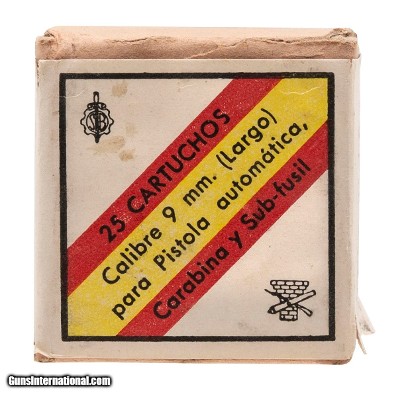 25 CARTUCHOS
Calibre 9 mm. (Largo)
para Pistola automática,
Carabina y Sub-fusil
GunsInternational.com